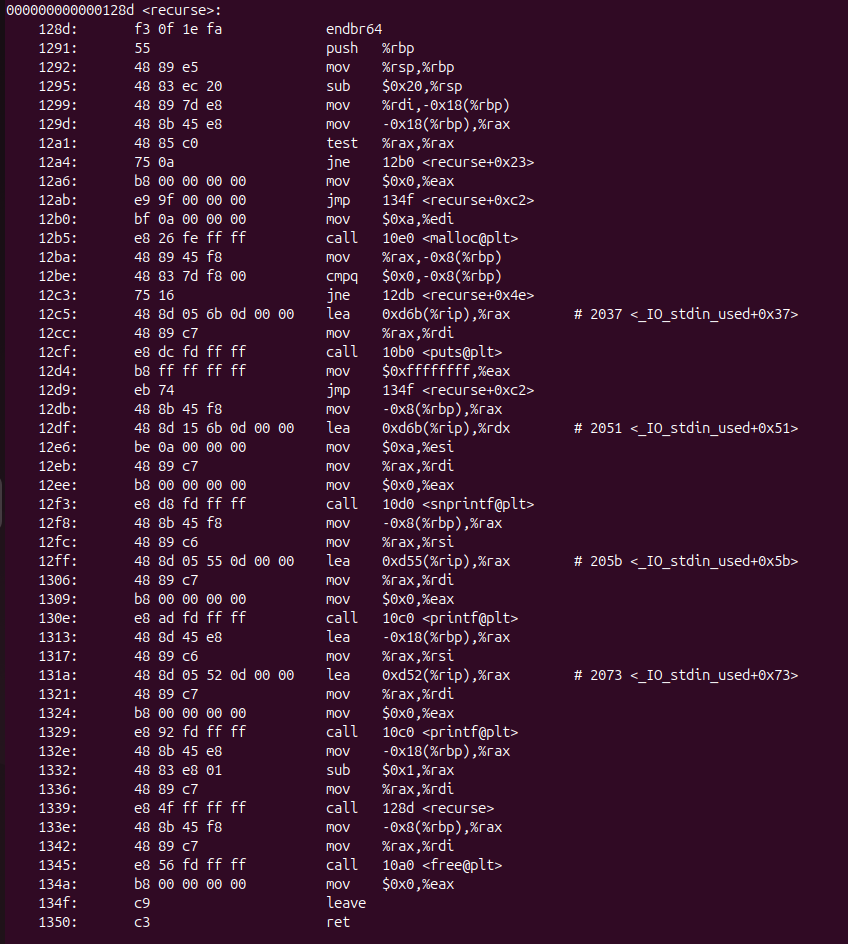 000000000000128d <recurse>:
128d: f3 0f 1e fa endbr64
1291: 55 push %rbp
1292: 48 89 e5 mov %rsp,%rbp
1295: 48 83 ec 20 sub $0x20,%rsp
1299: 48 89 7d e8 mov %rdi,-0x18(%rbp)
129d: 48 8b 45 e8 mov -0x18(%rbp),%rax
12a1: 48 85 c0 test %rax,%rax
12a4: 75 0a jne 12b0 <recurse+0x23>
12a6: b8 00 00 00 00 mov $0x0,%eax
12ab: e9 9f 00 00 00 jmp 134f <recurse+0xc2>
12b0: bf 0a 00 00 00 mov $0xa,%edi
12b5: e8 26 fe ff ff call 10e0 <malloc@plt>
12ba: 48 89 45 f8 mov %rax,-0x8(%rbp)
12be: 48 83 7d f8 00 cmpq $0x0,-0x8(%rbp)
12c3: 75 16 jne 12db <recurse+0x4e>
12c5: 48 8d 05 6b 0d 00 00 lea 0xd6b(%rip),%rax # 2037 <_IO_stdin_used+0x37>
12cc: 48 89 c7 mov %rax,%rdi
12cf: e8 dc fd ff ff call 10b0 <puts@plt>
12d4: b8 ff ff ff ff mov $0xffffffff,%eax
12d9: eb 74 jmp 134f <recurse+0xc2>
12db: 48 8b 45 f8 mov -0x8(%rbp),%rax
12df: 48 8d 15 6b 0d 00 00 lea 0xd6b(%rip),%rdx # 2051 <_IO_stdin_used+0x51>
12e6: be 0a 00 00 00 mov $0xa,%esi
12eb: 48 89 c7 mov %rax,%rdi
12ee: b8 00 00 00 00 mov $0x0,%eax
12f3: e8 d8 fd ff ff call 10d0 <snprintf@plt>
12f8: 48 8b 45 f8 mov -0x8(%rbp),%rax
12fc: 48 89 c6 mov %rax,%rsi
12ff: 48 8d 05 55 0d 00 00 lea 0xd55(%rip),%rax # 205b <_IO_stdin_used+0x5b>
1306: 48 89 c7 mov %rax,%rdi
1309: b8 00 00 00 00 mov $0x0,%eax
130e: e8 ad fd ff ff call 10c0 <printf@plt>
1313: 48 8d 45 e8 lea -0x18(%rbp),%rax
1317: 48 89 c6 mov %rax,%rsi
131a: 48 8d 05 52 0d 00 00 lea 0xd52(%rip),%rax # 2073 <_IO_stdin_used+0x73>
1321: 48 89 c7 mov %rax,%rdi
1324: b8 00 00 00 00 mov $0x0,%eax
1329: e8 92 fd ff ff call 10c0 <printf@plt>
132e: 48 8b 45 e8 mov -0x18(%rbp),%rax
1332: 48 83 e8 01 sub $0x1,%rax
1336: 48 89 c7 mov %rax,%rdi
1339: e8 4f ff ff ff call 128d <recurse>
133e: 48 8b 45 f8 mov -0x8(%rbp),%rax
1342: 48 89 c7 mov %rax,%rdi
1345: e8 56 fd ff ff call 10a0 <free@plt>
134a: b8 00 00 00 00 mov $0x0,%eax
134f: c9 leave
1350: c3 ret